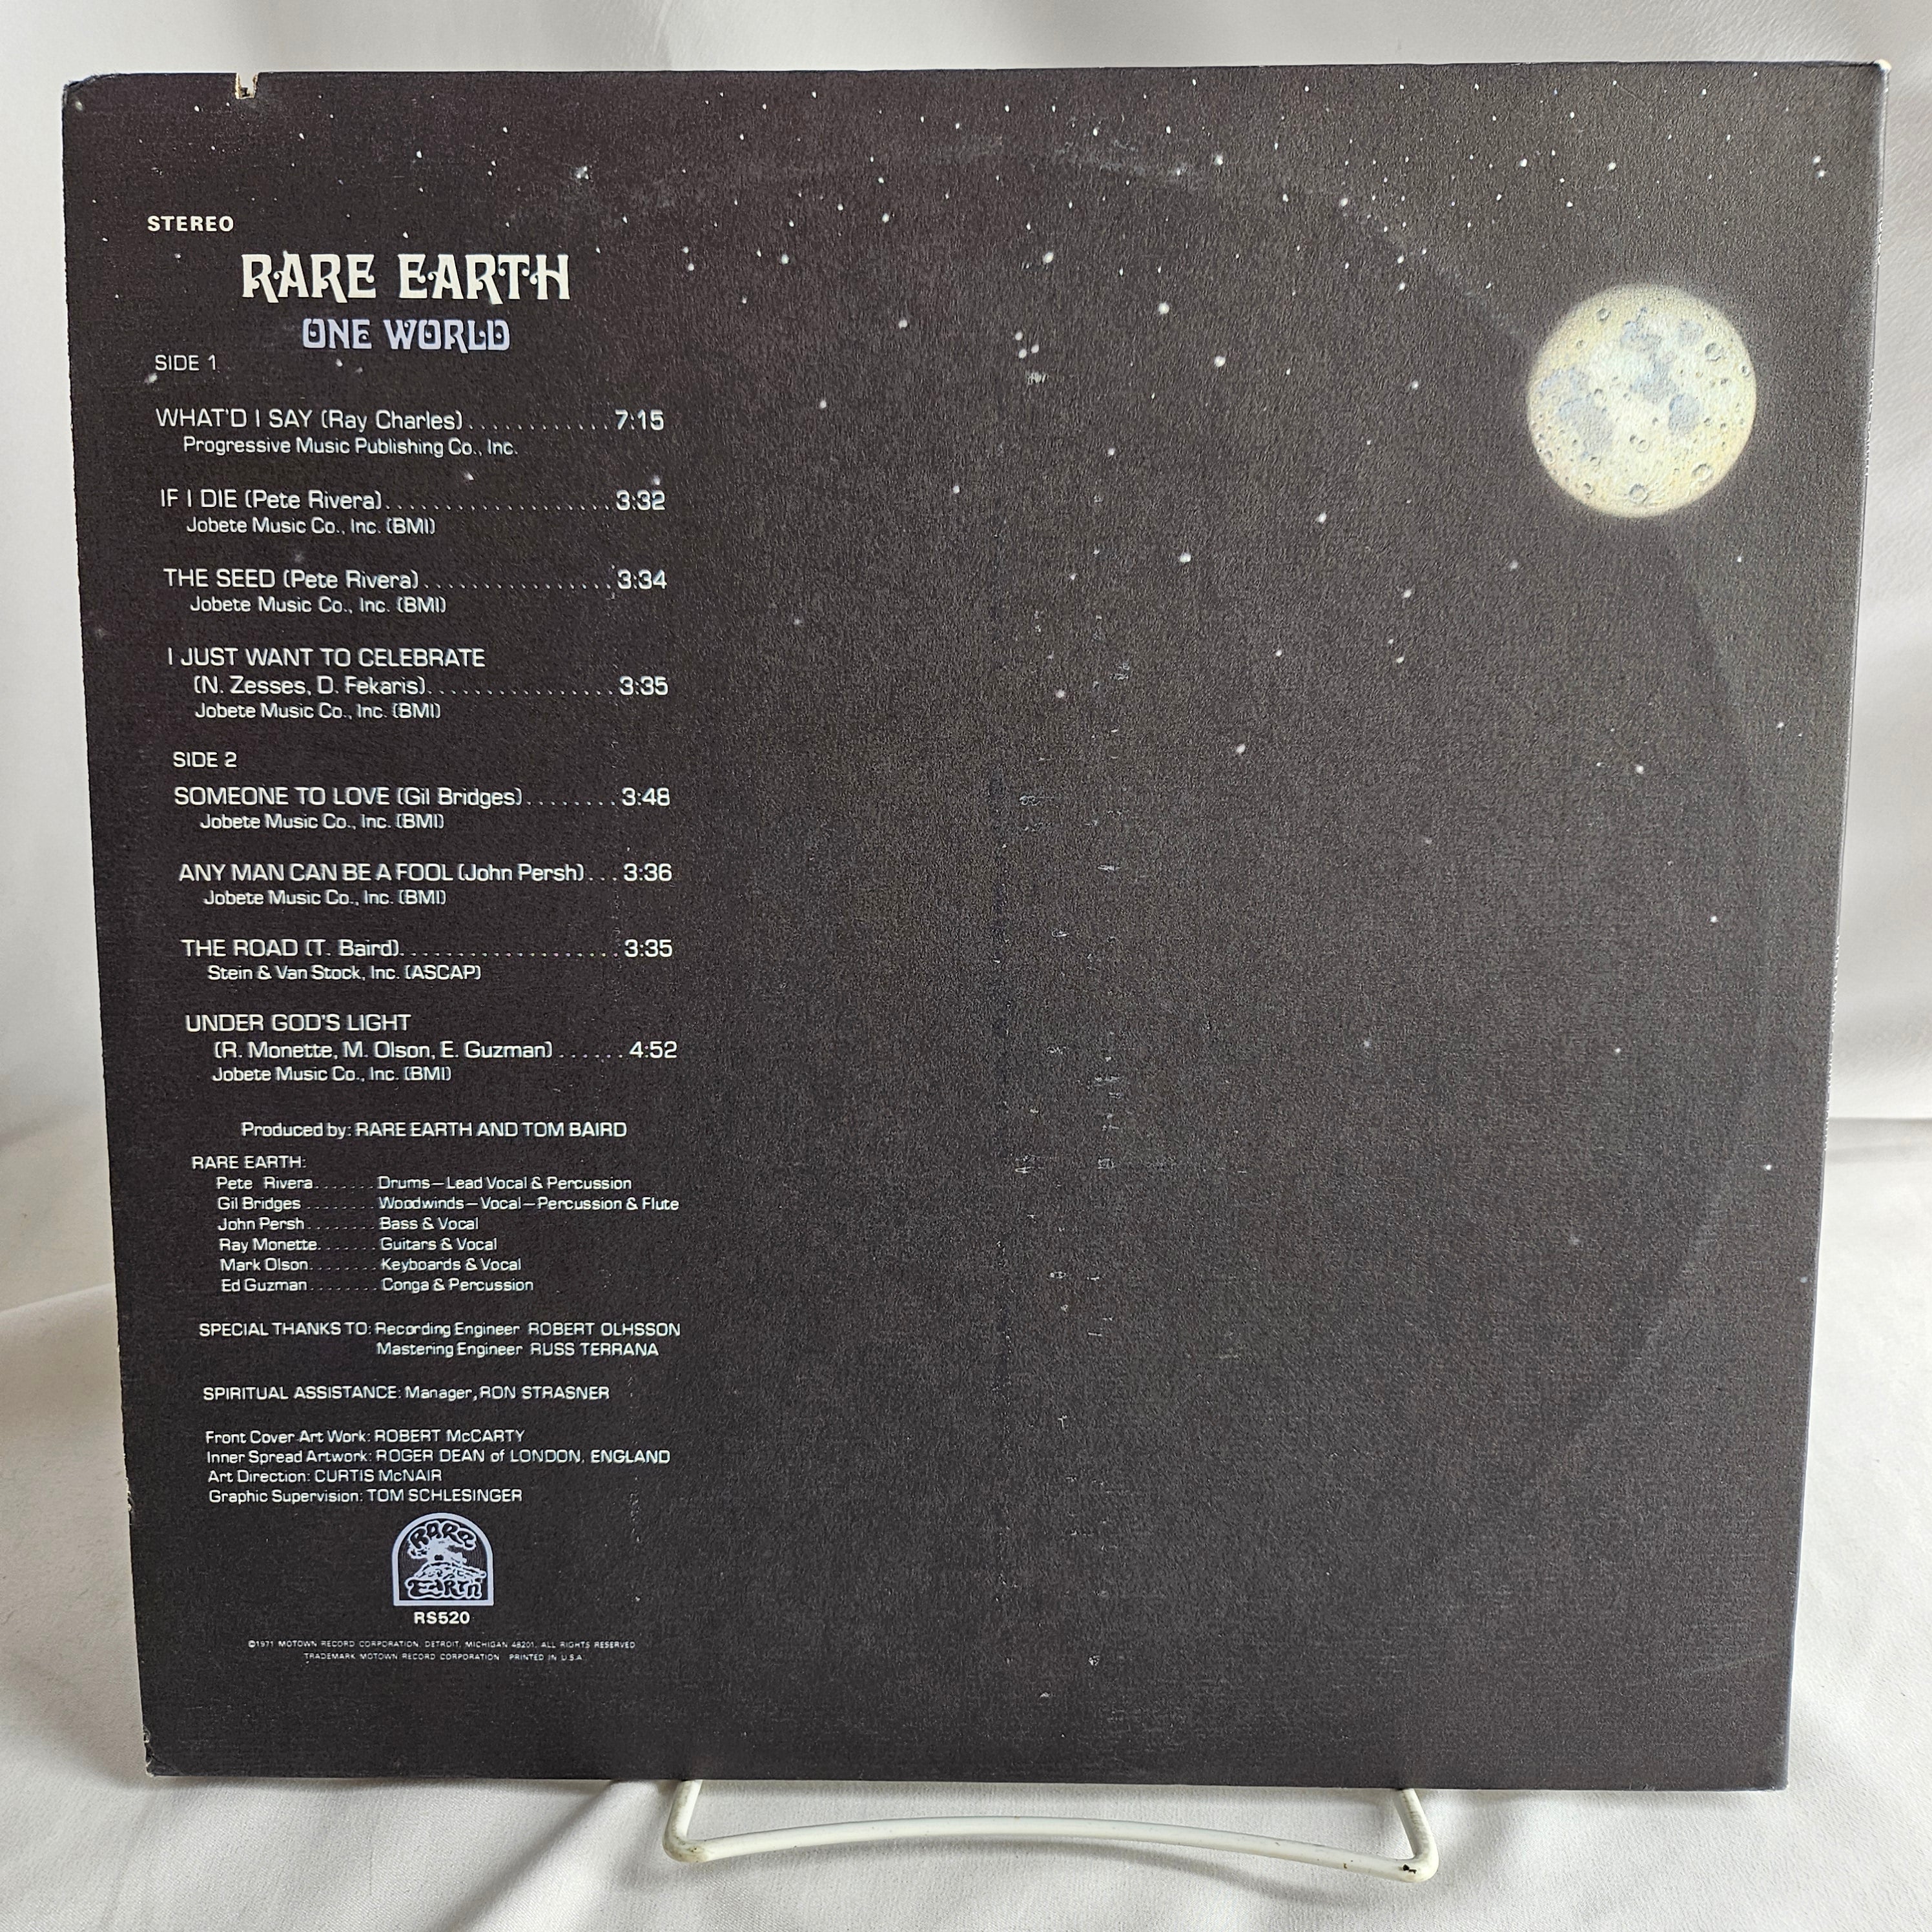 STEREO
RARE EARTH
ONE WORLD
SIDE 1
WHAT'D I SAY (Ray Charles) . . . . . . . . . . . . 7:15
Progressive Music Publishing Co., Inc.
IF I DIE (Pete Rivera) . . . . . . . . . . . . . . . . . . . 3:32
Jobete Music Co., Inc. (BMI)
THE SEED (Pete Rivera) . . . . . . . . . . . . . . . . 3:34
Jobete Music Co., Inc. (BMI)
I JUST WANT TO CELEBRATE
(N. Zesses, D. Fekaris) . . . . . . . . . . . . . . . . 3:35
Jobete Music Co., Inc. (BMI)
SIDE 2
SOMEONE TO LOVE (Gil Bridges) . . . . . . . . 3:48
Jobete Music Co., Inc. (BMI)
ANY MAN CAN BE A FOOL (John Persh) . . . 3:36
Jobete Music Co., Inc. (BMI)
THE ROAD (T. Baird) . . . . . . . . . . . . . . . . . . . 3:35
Stein & Van Stock, Inc. (ASCAP)
UNDER GOD'S LIGHT
(R. Monette, M. Olson, E. Guzman) . . . . . . 4:52
Jobete Music Co., Inc. (BMI)
Produced by: RARE EARTH AND TOM BAIRD
RARE EARTH:
Pete Rivera . . . . . . . Drums—Lead Vocal & Percussion
Gil Bridges . . . . . . . . Woodwinds—Vocal—Percussion & Flute
John Persh . . . . . . . . Bass & Vocal
Ray Monette . . . . . . . Guitars & Vocal
Mark Olson . . . . . . . . Keyboards & Vocal
Ed Guzman . . . . . . . . Conga & Percussion
SPECIAL THANKS TO: Recording Engineer ROBERT OLHSSON
Mastering Engineer RUSS TERRANA
SPIRITUAL ASSISTANCE: Manager, RON STRASNER
Front Cover Art Work: ROBERT McCARTY
Inner Spread Artwork: ROGER DEAN of LONDON, ENGLAND
Art Direction: CURTIS McNAIR
Graphic Supervision: TOM SCHLESINGER
RARE
EARTH
RS520
©1971 MOTOWN RECORD CORPORATION, DETROIT, MICHIGAN 48201. ALL RIGHTS RESERVED
TRADEMARK MOTOWN RECORD CORPORATION PRINTED IN U.S.A.